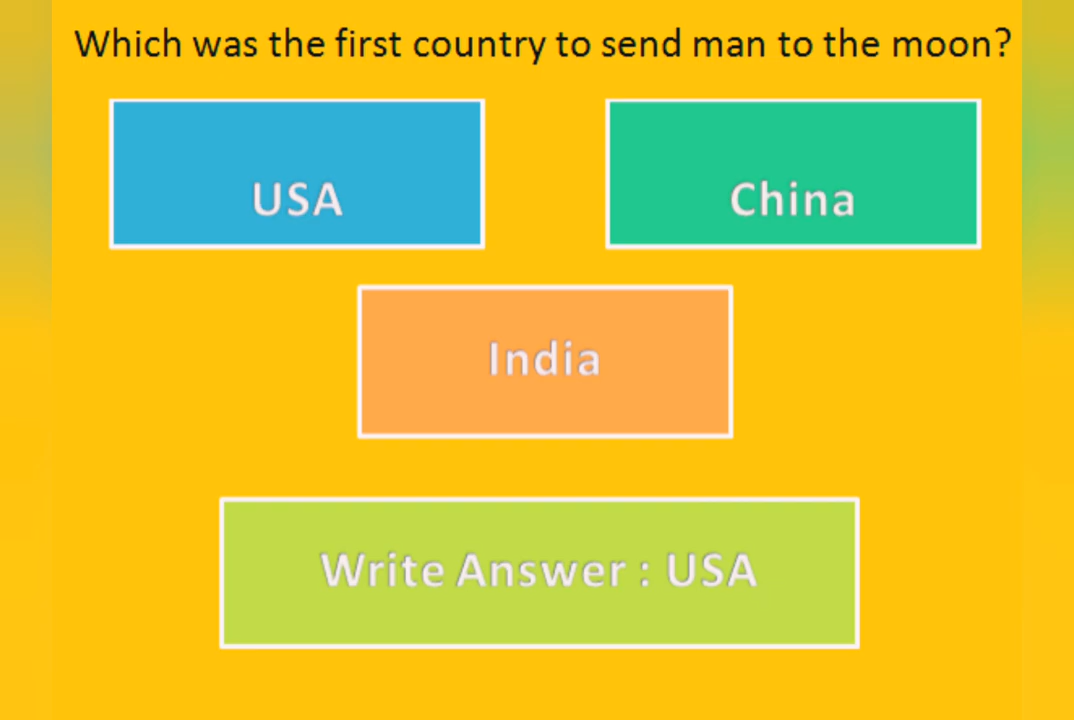 Which was the first country to send man to the moon?
USA
China
India
Write Answer : USA